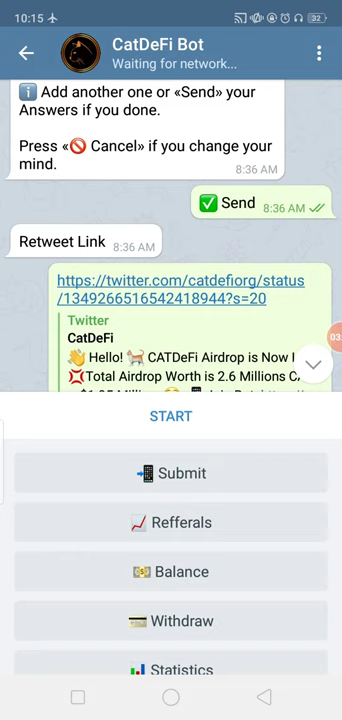 10:15
32
CatDeFi Bot
Waiting for network...
ℹ️ Add another one or «Send» your
Answers if you done.
Press «🚫 Cancel» if you change your
mind.
8:36 AM
✅ Send 8:36 AM
Retweet Link 8:36 AM
https://twitter.com/catdefiorg/status
/1349266516542418944?s=20
Twitter
CatDeFi
👋 Hello! 🐈 CATDeFi Airdrop is Now
💢Total Airdrop Worth is 2.6 Millions
03
START
📲 Submit
📈 Refferals
💵 Balance
💳 Withdraw
📊 Statistics